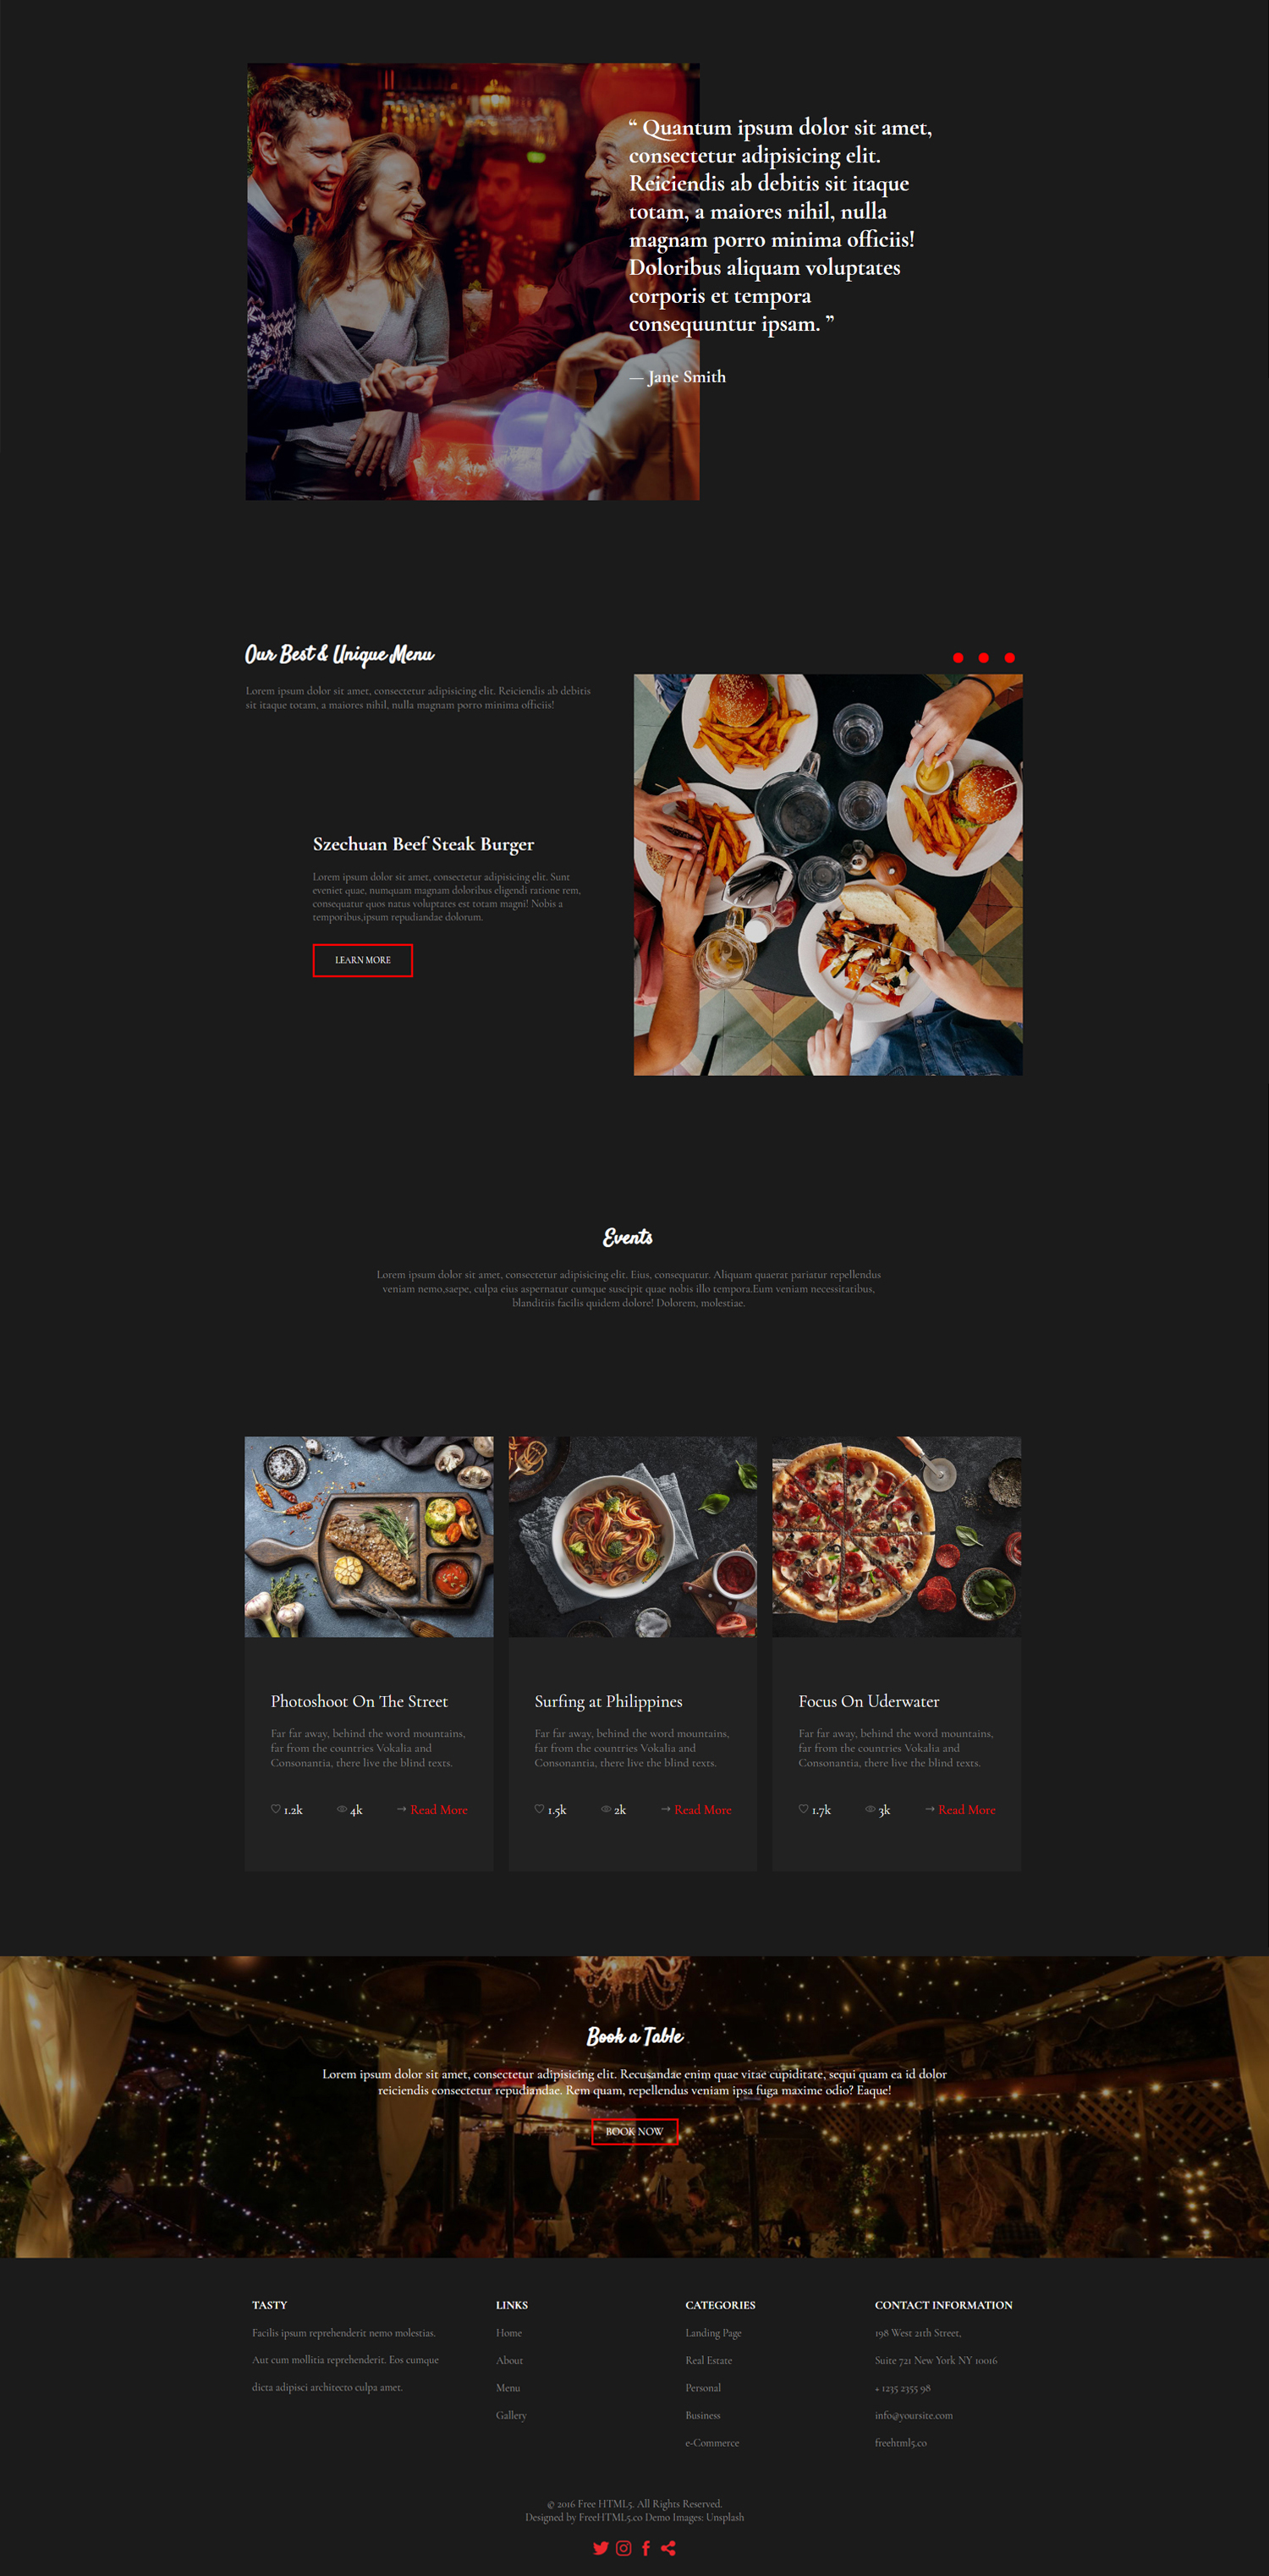 “ Quantum ipsum dolor sit amet,
consectetur adipisicing elit.
Reiciendis ab debitis sit itaque
totam, a maiores nihil, nulla
magnam porro minima officiis!
Doloribus aliquam voluptates
corporis et tempora
consequuntur ipsam. ”
— Jane Smith
Our Best & Unique Menu
Lorem ipsum dolor sit amet, consectetur adipisicing elit. Reiciendis ab debitis
sit itaque totam, a maiores nihil, nulla magnam porro minima officiis!
Szechuan Beef Steak Burger
Lorem ipsum dolor sit amet, consectetur adipisicing elit. Sunt
eveniet quae, numquam magnam doloribus eligendi ratione rem,
consequatur quos natus voluptates est totam magni! Nobis a
temporibus,ipsum repudiandae dolorum.
LEARN MORE
Events
Lorem ipsum dolor sit amet, consectetur adipisicing elit. Eius, consequatur. Aliquam quaerat pariatur repellendus
veniam nemo,saepe, culpa eius aspernatur cumque suscipit quae nobis illo tempora.Eum veniam necessitatibus,
blanditiis facilis quidem dolore! Dolorem, molestiae.
Photoshoot On The Street
Far far away, behind the word mountains,
far from the countries Vokalia and
Consonantia, there live the blind texts.
1.2k 4k → Read More
Surfing at Philippines
Far far away, behind the word mountains,
far from the countries Vokalia and
Consonantia, there live the blind texts.
1.5k 2k → Read More
Focus On Uderwater
Far far away, behind the word mountains,
far from the countries Vokalia and
Consonantia, there live the blind texts.
1.7k 3k → Read More
Book a Table
Lorem ipsum dolor sit amet, consectetur adipisicing elit. Recusandae enim quae vitae cupiditate, sequi quam ea id dolor
reiciendis consectetur repudiandae. Rem quam, repellendus veniam ipsa fuga maxime odio? Eaque!
BOOK NOW
TASTY
Facilis ipsum reprehenderit nemo molestias.
Aut cum mollitia reprehenderit. Eos cumque
dicta adipisci architecto culpa amet.
LINKS
Home
About
Menu
Gallery
CATEGORIES
Landing Page
Real Estate
Personal
Business
e-Commerce
CONTACT INFORMATION
198 West 21th Street,
Suite 721 New York NY 10016
+ 1235 2355 98
info@yoursite.com
freehtml5.co
© 2016 Free HTML5. All Rights Reserved.
Designed by FreeHTML5.co Demo Images: Unsplash